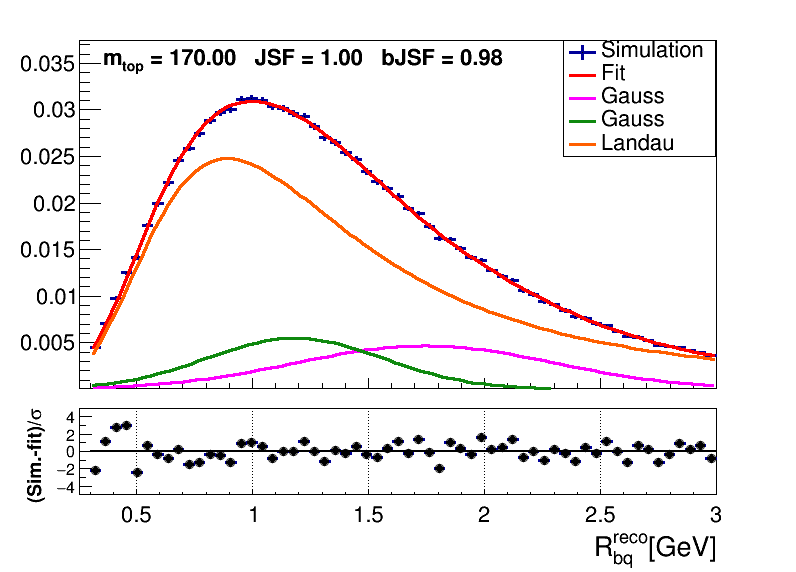 m_top = 170.00 JSF = 1.00 bJSF = 0.98
Simulation
Fit
Gauss
Gauss
Landau
0.035
0.03
0.025
0.02
0.015
0.01
0.005
(Sim.-fit)/σ
4
2
0
−2
−4
0.5
1
1.5
2
2.5
3
R_bq^reco[GeV]